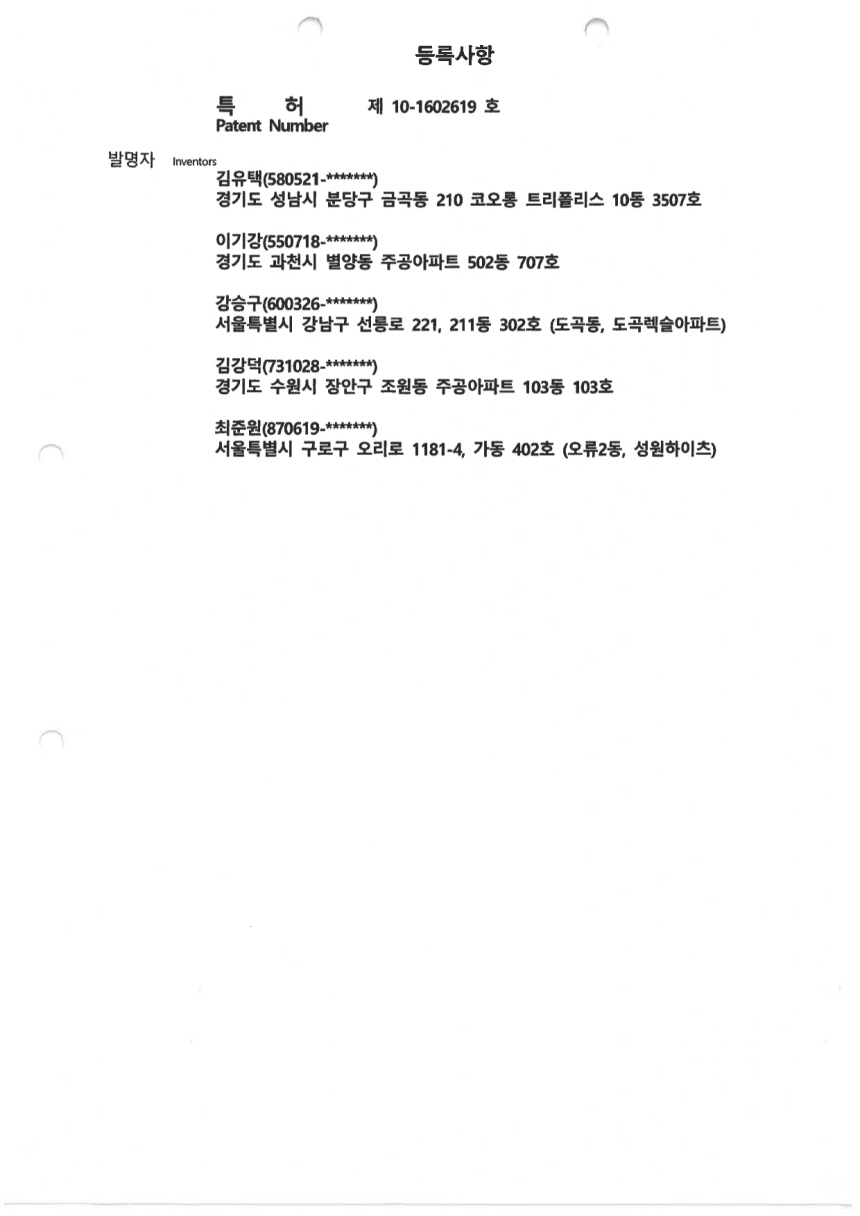 등록사항
특 허 제 10-1602619 호
Patent Number
발명자 Inventors
김유택(580521-*******)
경기도 성남시 분당구 금곡동 210 코오롱 트리폴리스 10동 3507호
이기강(550718-*******)
경기도 과천시 별양동 주공아파트 502동 707호
강승구(600326-*******)
서울특별시 강남구 선릉로 221, 211동 302호 (도곡동, 도곡렉슬아파트)
김강덕(731028-*******)
경기도 수원시 장안구 조원동 주공아파트 103동 103호
최준원(870619-*******)
서울특별시 구로구 오리로 1181-4, 가동 402호 (오류2동, 성원하이츠)